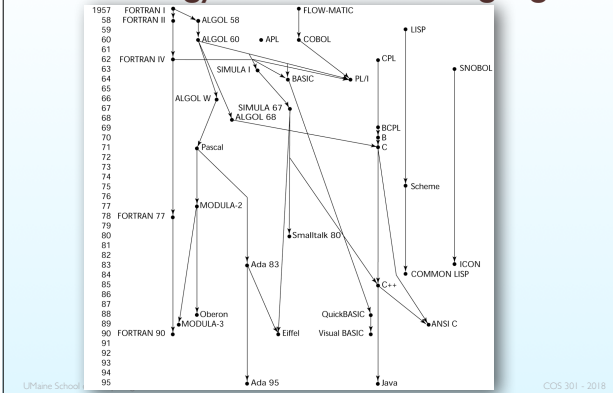 1957 FORTRAN I FLOW-MATIC
58 FORTRAN II ALGOL 58
59 LISP
60 ALGOL 60 APL COBOL
61
62 FORTRAN IV CPL
63 SIMULA I SNOBOL
64 BASIC PL/I
65
66 ALGOL W
67 SIMULA 67
68 ALGOL 68
69 BCPL
70 B
71 Pascal C
72
73
74
75 Scheme
76
77 MODULA-2
78 FORTRAN 77
79
80 Smalltalk 80
81
82
83 Ada 83 ICON
84 COMMON LISP
85 C++
86
87
88 Oberon QuickBASIC
89 MODULA-3 ANSI C
90 FORTRAN 90 Eiffel Visual BASIC
91
92
93
94
95 Ada 95 Java
UMaine School COS 301 - 2018